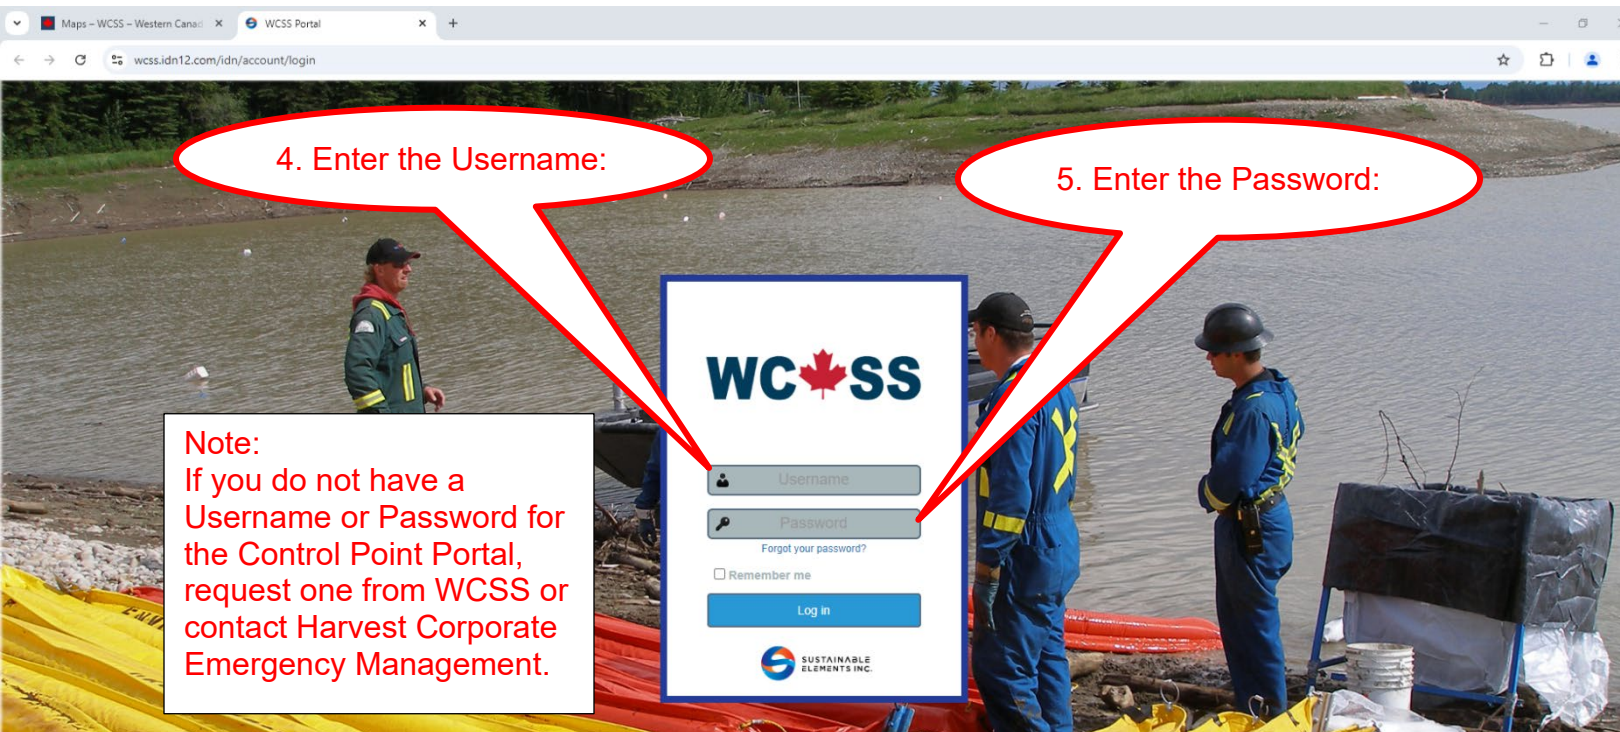 Maps – WCSS – Western Canad
WCSS Portal
wcss.idn12.com/idn/account/login
4. Enter the Username:
5. Enter the Password:
WC SS
Note:
If you do not have a
Username or Password for
the Control Point Portal,
request one from WCSS or
contact Harvest Corporate
Emergency Management.
Username
Password
Forgot your password?
Remember me
Log in
SUSTAINABLE
ELEMENTS INC.